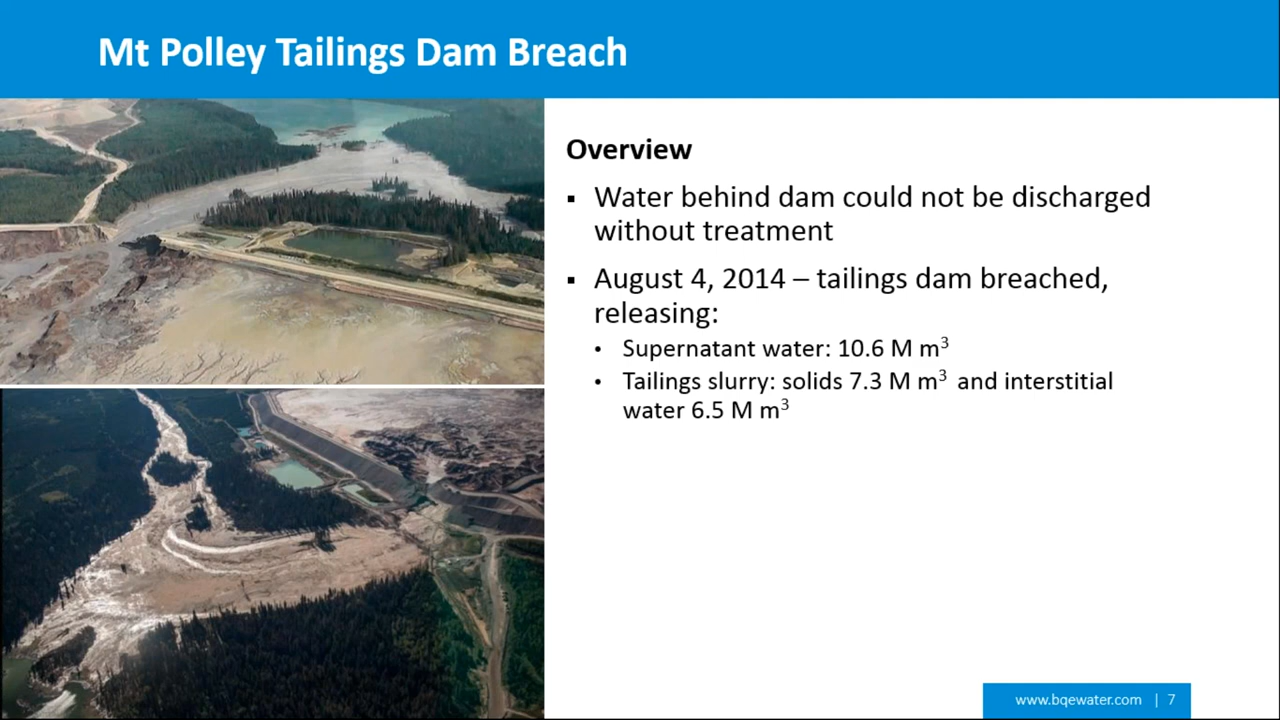 Mt Polley Tailings Dam Breach
Overview
▪ Water behind dam could not be discharged
without treatment
▪ August 4, 2014 – tailings dam breached,
releasing:
• Supernatant water: 10.6 M m³
• Tailings slurry: solids 7.3 M m³ and interstitial
water 6.5 M m³
www.bqewater.com | 7